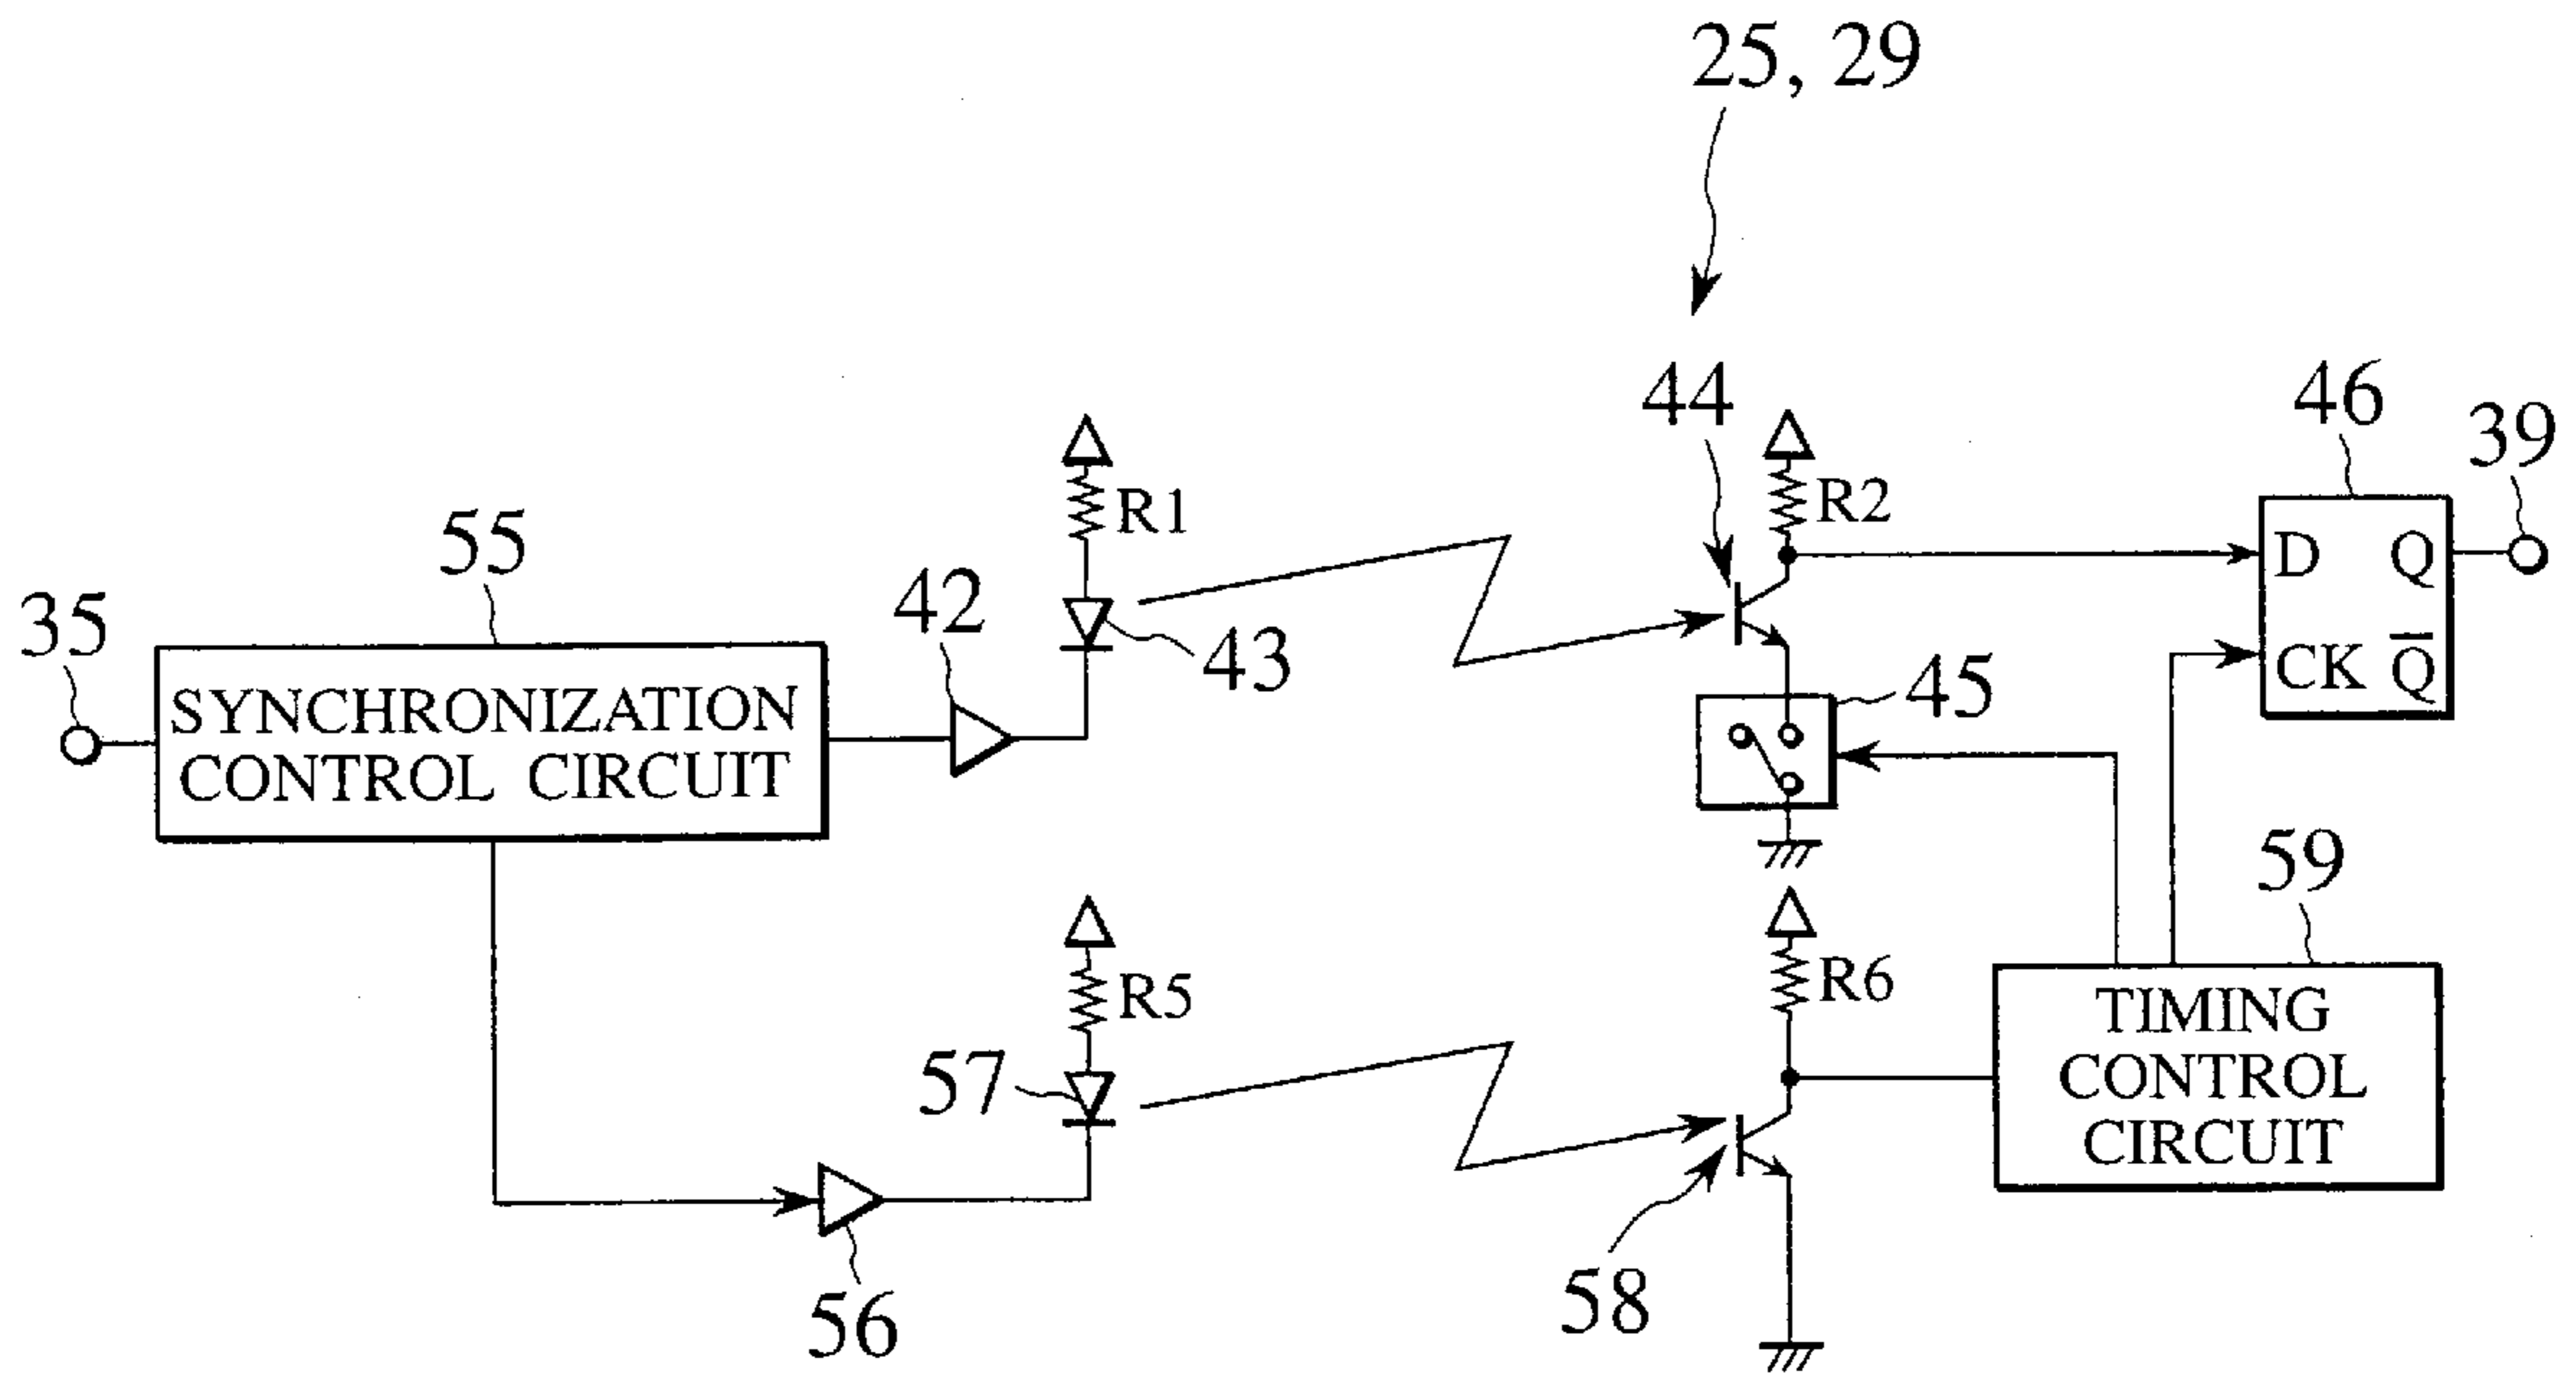 25, 29
44
46
39
R1
R2
55
42
35
43
45
D Q
CK Q̅
SYNCHRONIZATION
CONTROL CIRCUIT
59
R5
R6
57
TIMING
CONTROL
CIRCUIT
56
58